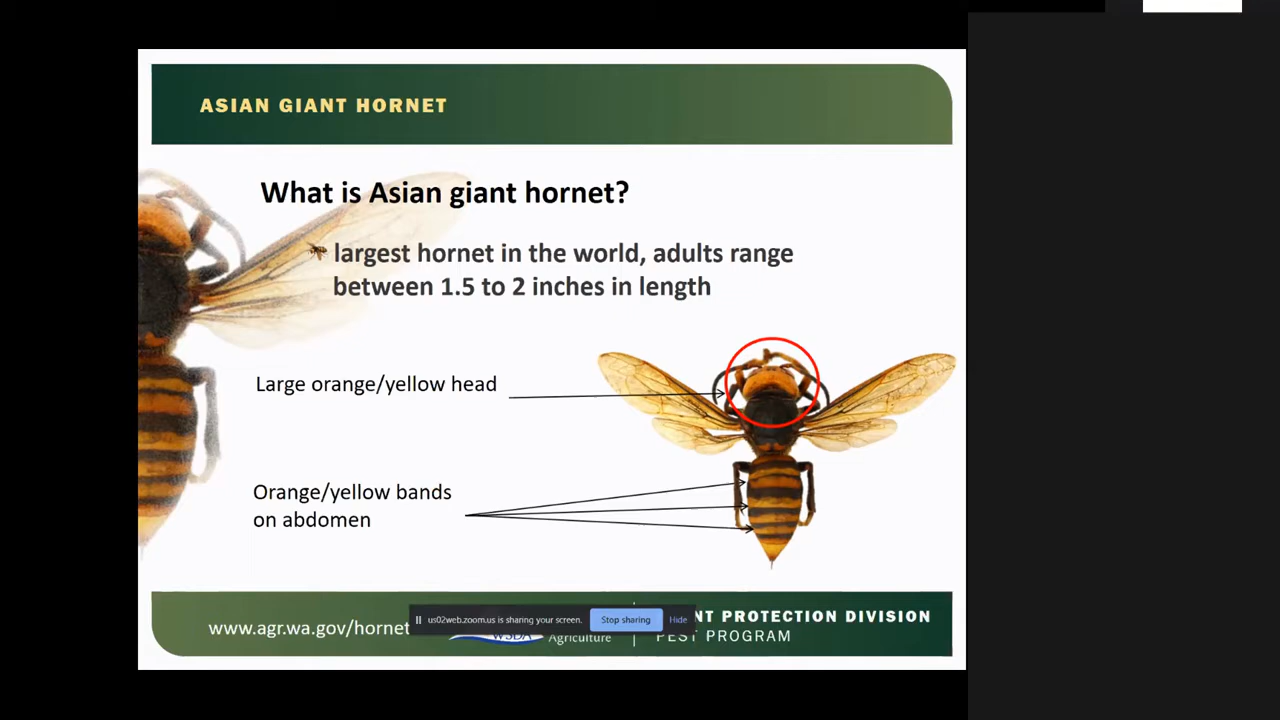 ASIAN GIANT HORNET
What is Asian giant hornet?
largest hornet in the world, adults range
between 1.5 to 2 inches in length
Large orange/yellow head
Orange/yellow bands
on abdomen
www.agr.wa.gov/hornet
us02web.zoom.us is sharing your screen.
Stop sharing
Hide
WSDA
Agriculture
NT PROTECTION DIVISION
PEST PROGRAM